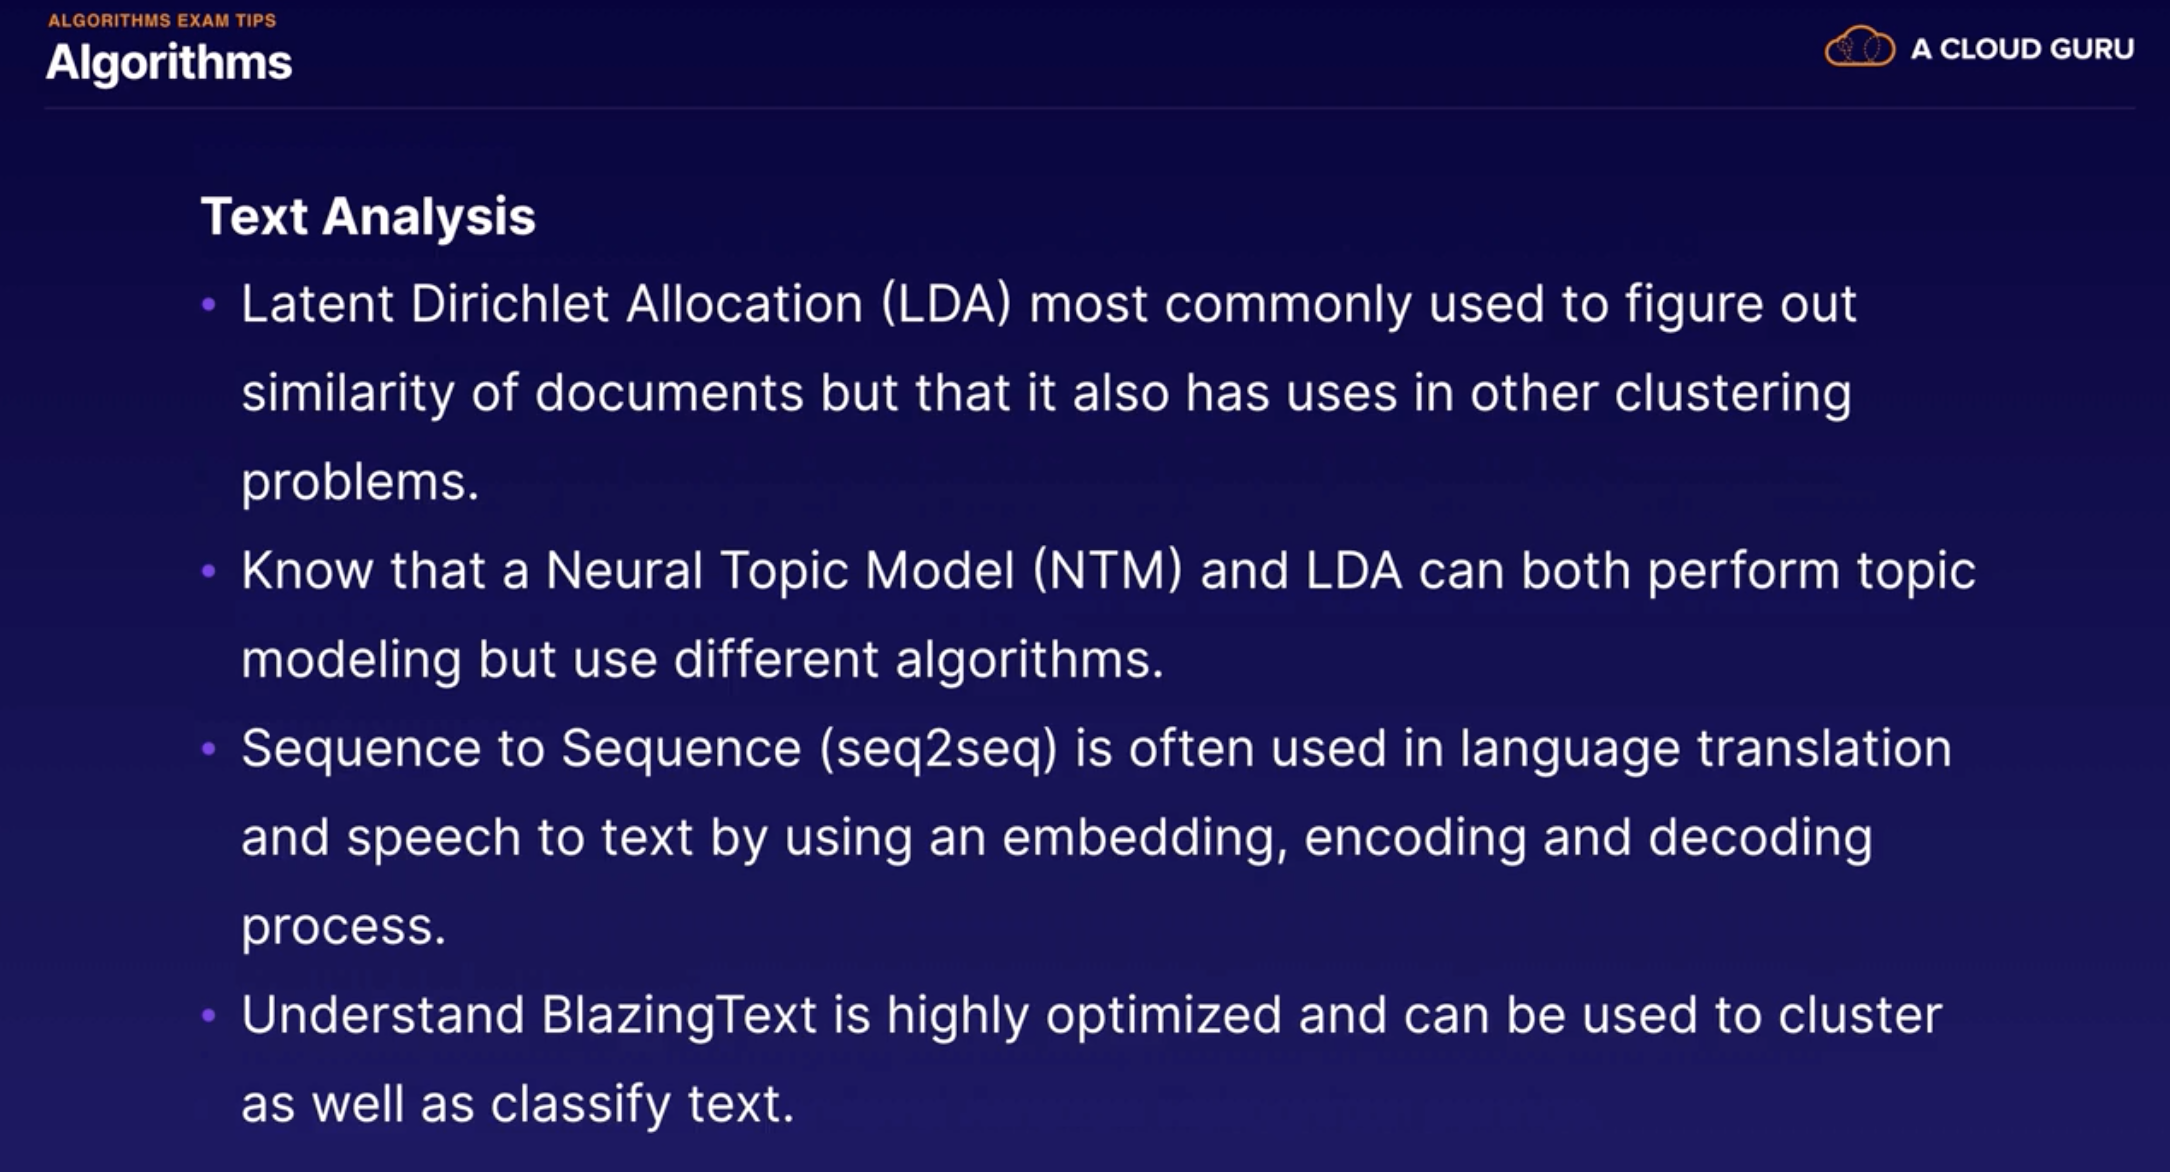 ALGORITHMS EXAM TIPS
Algorithms
A CLOUD GURU
Text Analysis
• Latent Dirichlet Allocation (LDA) most commonly used to figure out
similarity of documents but that it also has uses in other clustering
problems.
• Know that a Neural Topic Model (NTM) and LDA can both perform topic
modeling but use different algorithms.
• Sequence to Sequence (seq2seq) is often used in language translation
and speech to text by using an embedding, encoding and decoding
process.
• Understand BlazingText is highly optimized and can be used to cluster
as well as classify text.